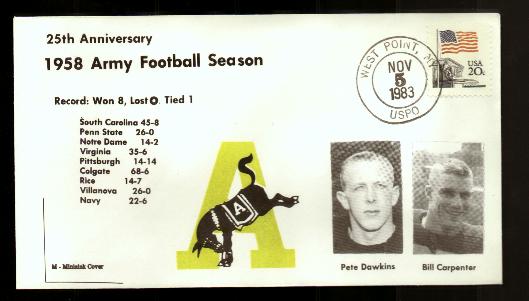 25th Anniversary
1958 Army Football Season
Record: Won 8, Lost 0. Tied 1
South Carolina 45-8
Penn State 26-0
Notre Dame 14-2
Virginia 35-6
Pittsburgh 14-14
Colgate 68-6
Rice 14-7
Villanova 26-0
Navy 22-6
M - Minisink Cover
A
A
WEST POINT, NY
NOV
5
1983
USPO
USA
20c
Pete Dawkins
Bill Carpenter